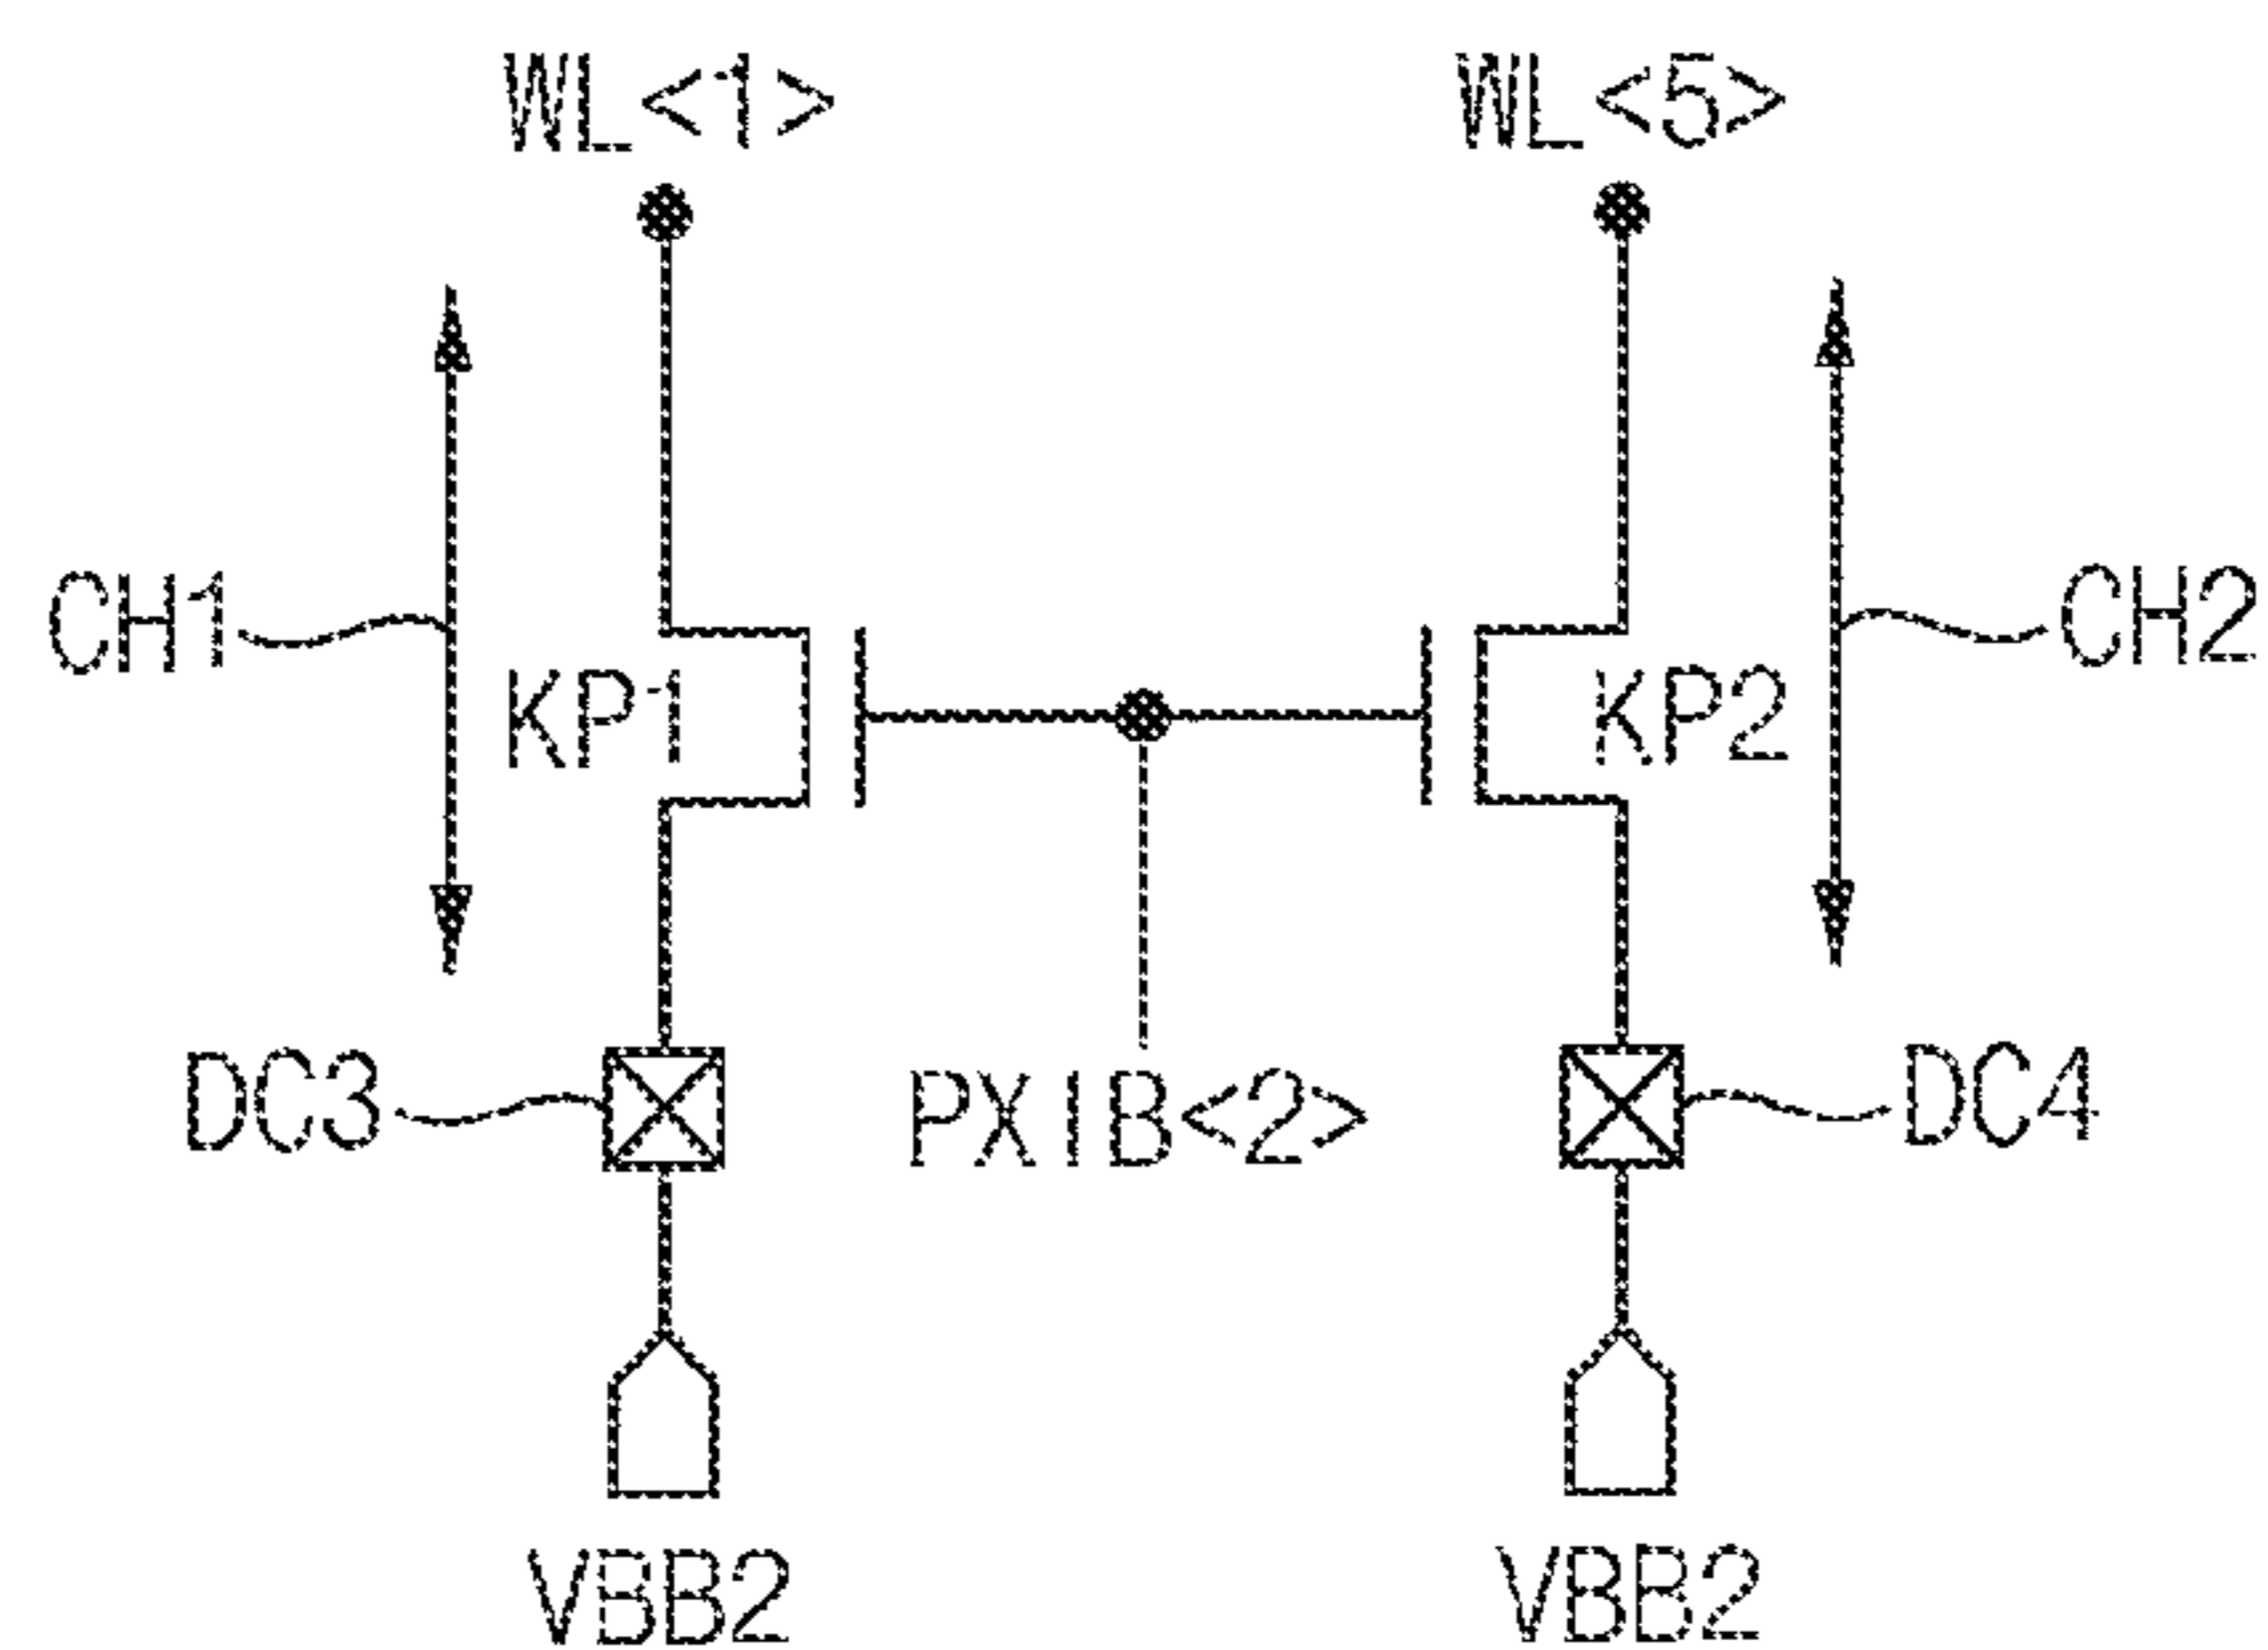 WL<1>
WL<5>
CH1
CH2
KP1
KP2
DC3
PXIB<2>
DC4
VBB2
VBB2